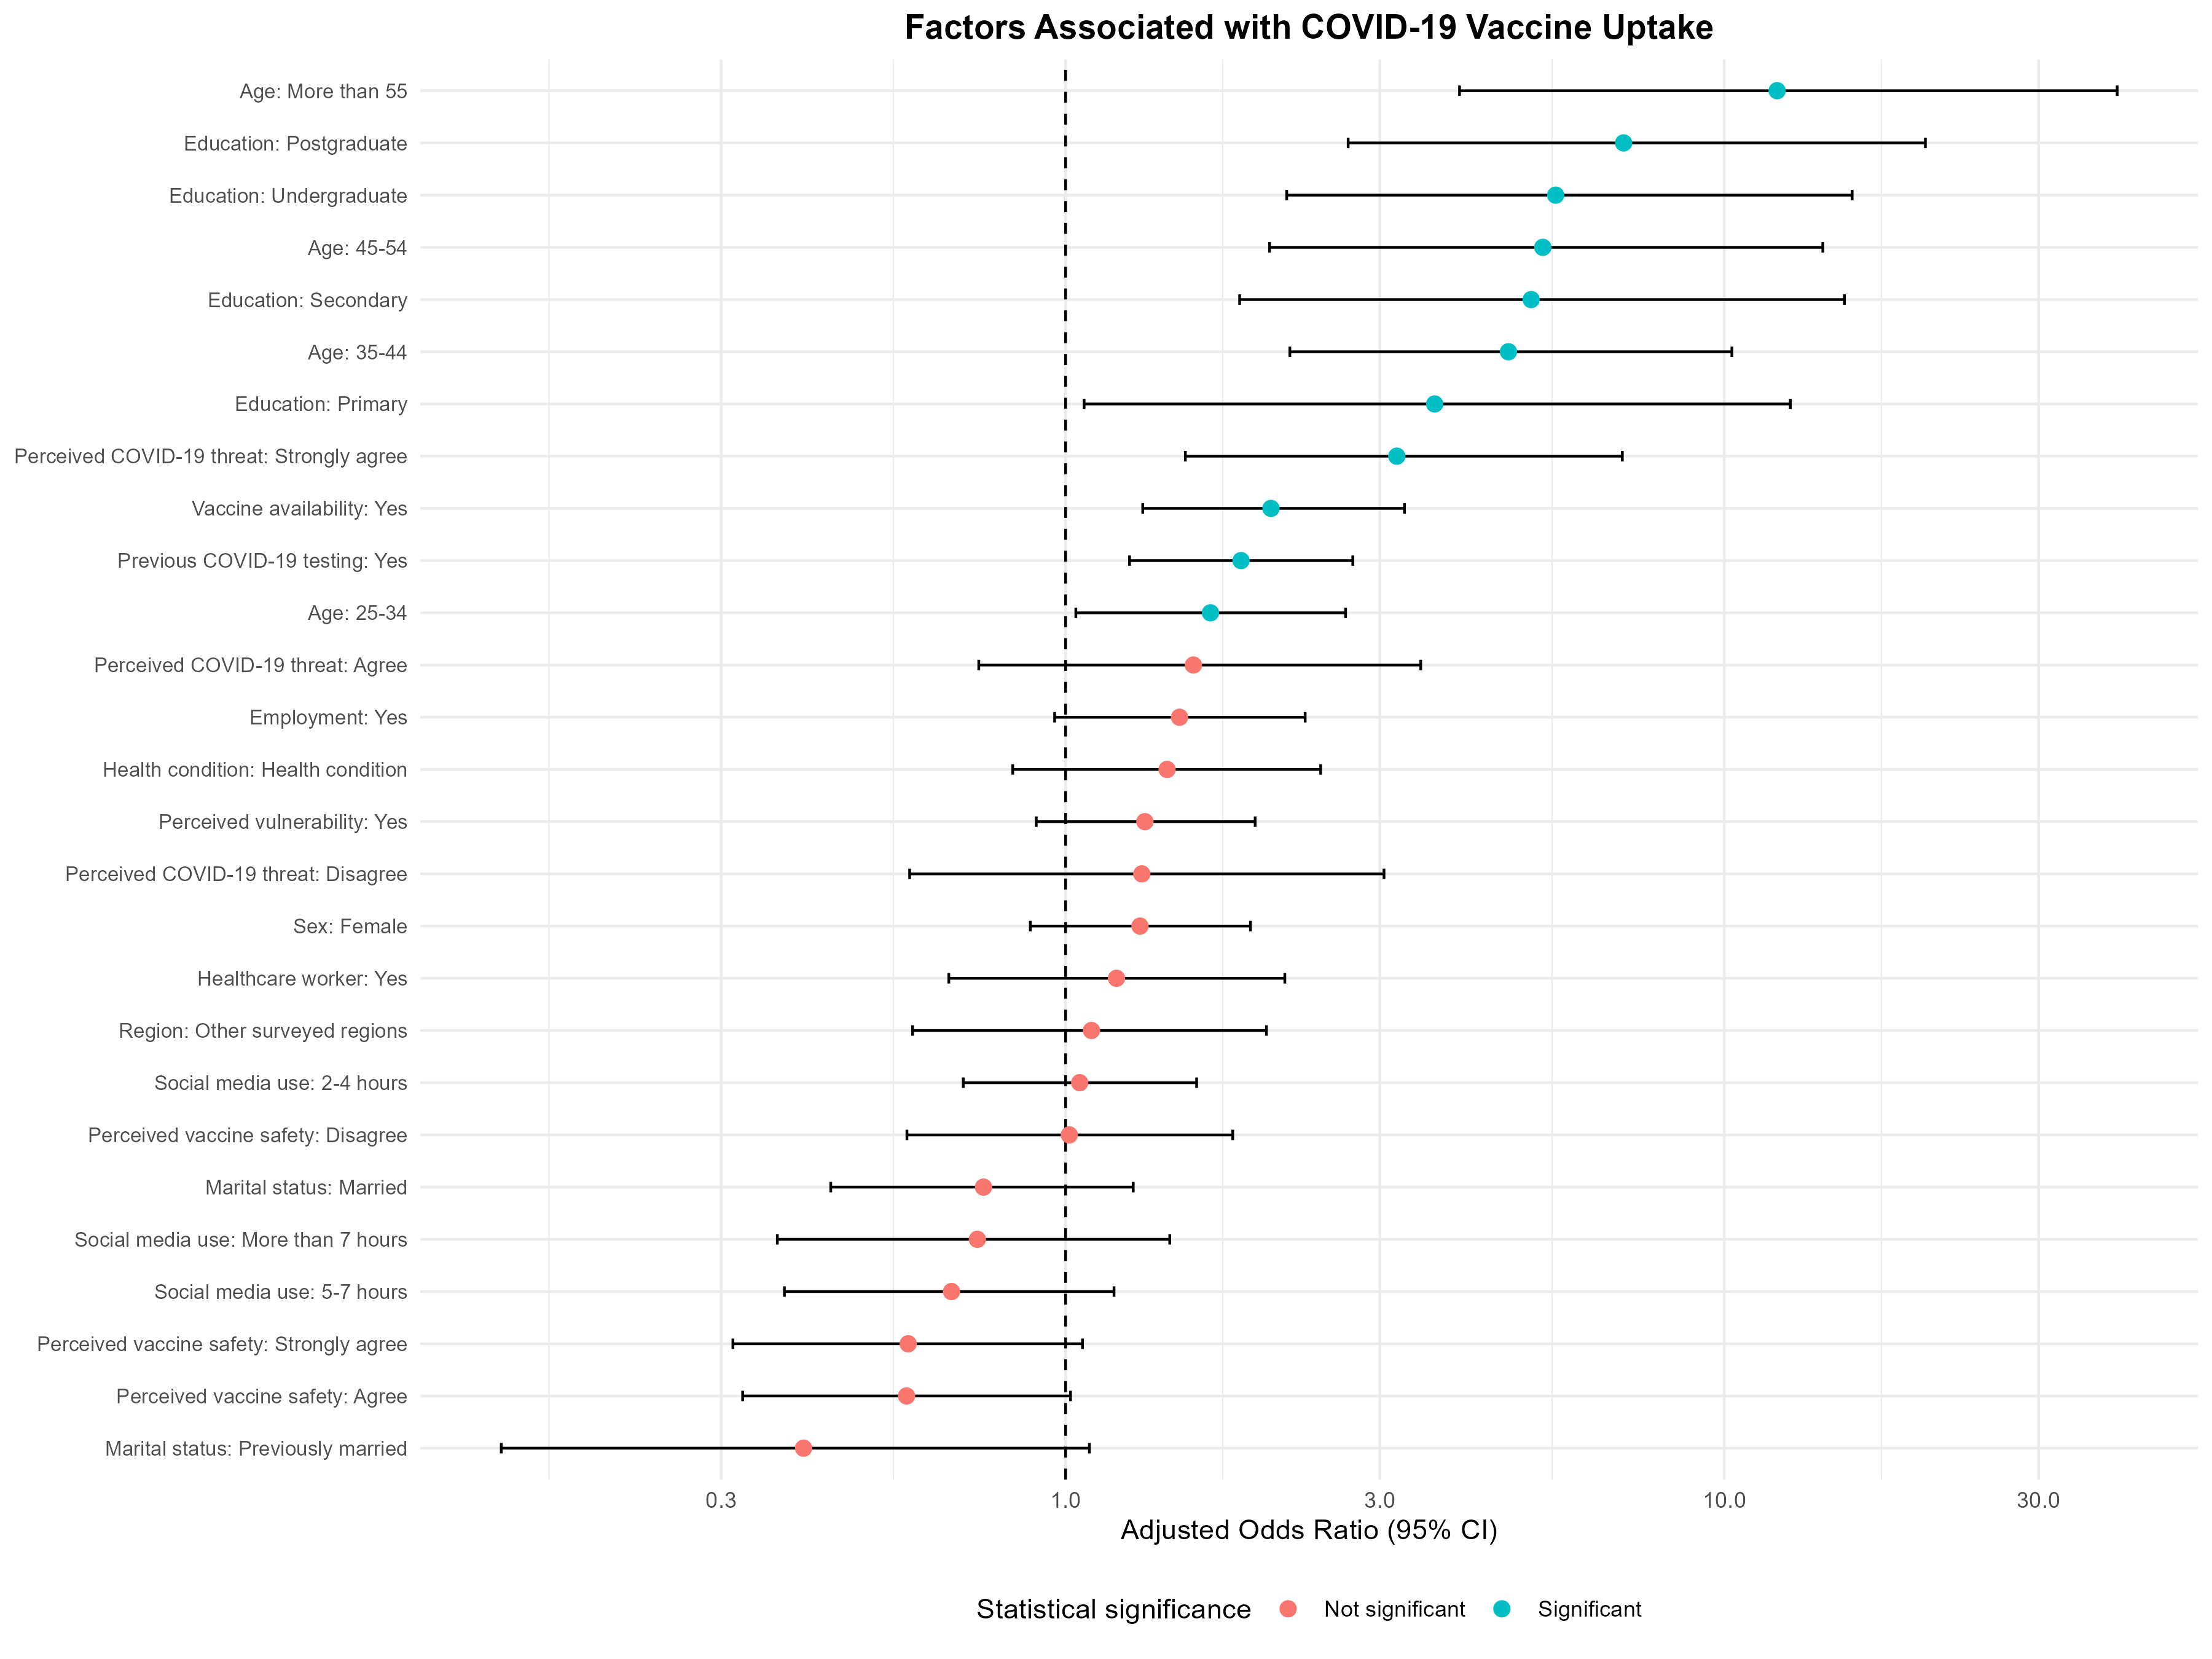 Factors Associated with COVID-19 Vaccine Uptake
Age: More than 55
Education: Postgraduate
Education: Undergraduate
Age: 45-54
Education: Secondary
Age: 35-44
Education: Primary
Perceived COVID-19 threat: Strongly agree
Vaccine availability: Yes
Previous COVID-19 testing: Yes
Age: 25-34
Perceived COVID-19 threat: Agree
Employment: Yes
Health condition: Health condition
Perceived vulnerability: Yes
Perceived COVID-19 threat: Disagree
Sex: Female
Healthcare worker: Yes
Region: Other surveyed regions
Social media use: 2-4 hours
Perceived vaccine safety: Disagree
Marital status: Married
Social media use: More than 7 hours
Social media use: 5-7 hours
Perceived vaccine safety: Strongly agree
Perceived vaccine safety: Agree
Marital status: Previously married
0.3 1.0 3.0 10.0 30.0
Adjusted Odds Ratio (95% CI)
Statistical significance Not significant Significant